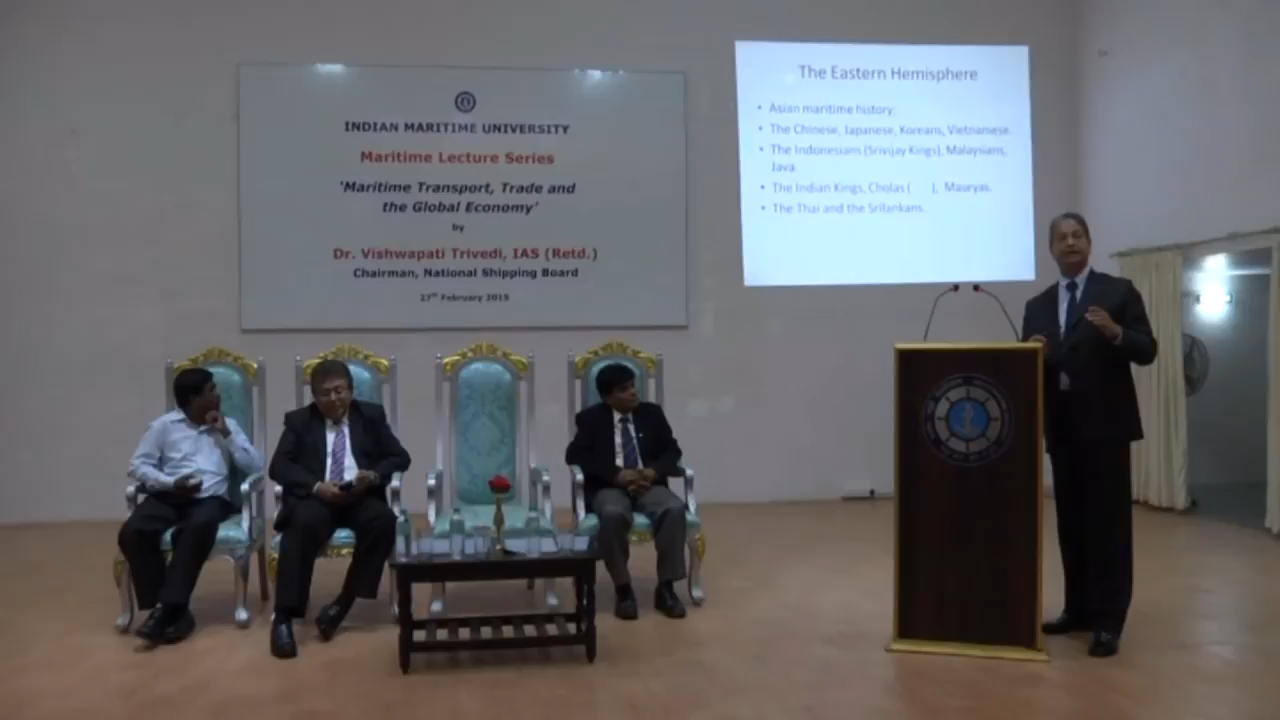 INDIAN MARITIME UNIVERSITY
Maritime Lecture Series
'Maritime Transport, Trade and
the Global Economy'
by
Dr. Vishwapati Trivedi, IAS (Retd.)
Chairman, National Shipping Board
27th February 2015
The Eastern Hemisphere
• Asian maritime history:
• The Chinese, Japanese, Koreans, Vietnamese.
• The Indonesians (Srivijay Kings), Malaysians,
Java.
• The Indian Kings, Cholas ( ), Mauryas.
• The Thai and the Srilankans.